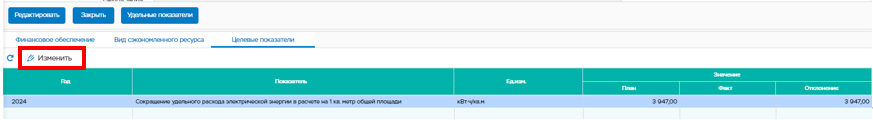 Редактировать Закрыть Удельные показатели
Финансовое обеспечение Вид сэкономленного ресурса Целевые показатели
Изменить
Год Показатель Ед.изм. Значение
План Факт Отклонение
2024 Сокращение удельного расхода электрической энергии в расчете на 1 кв. метр общей площади кВт-ч/кв.м 3 947,00 3 947,00